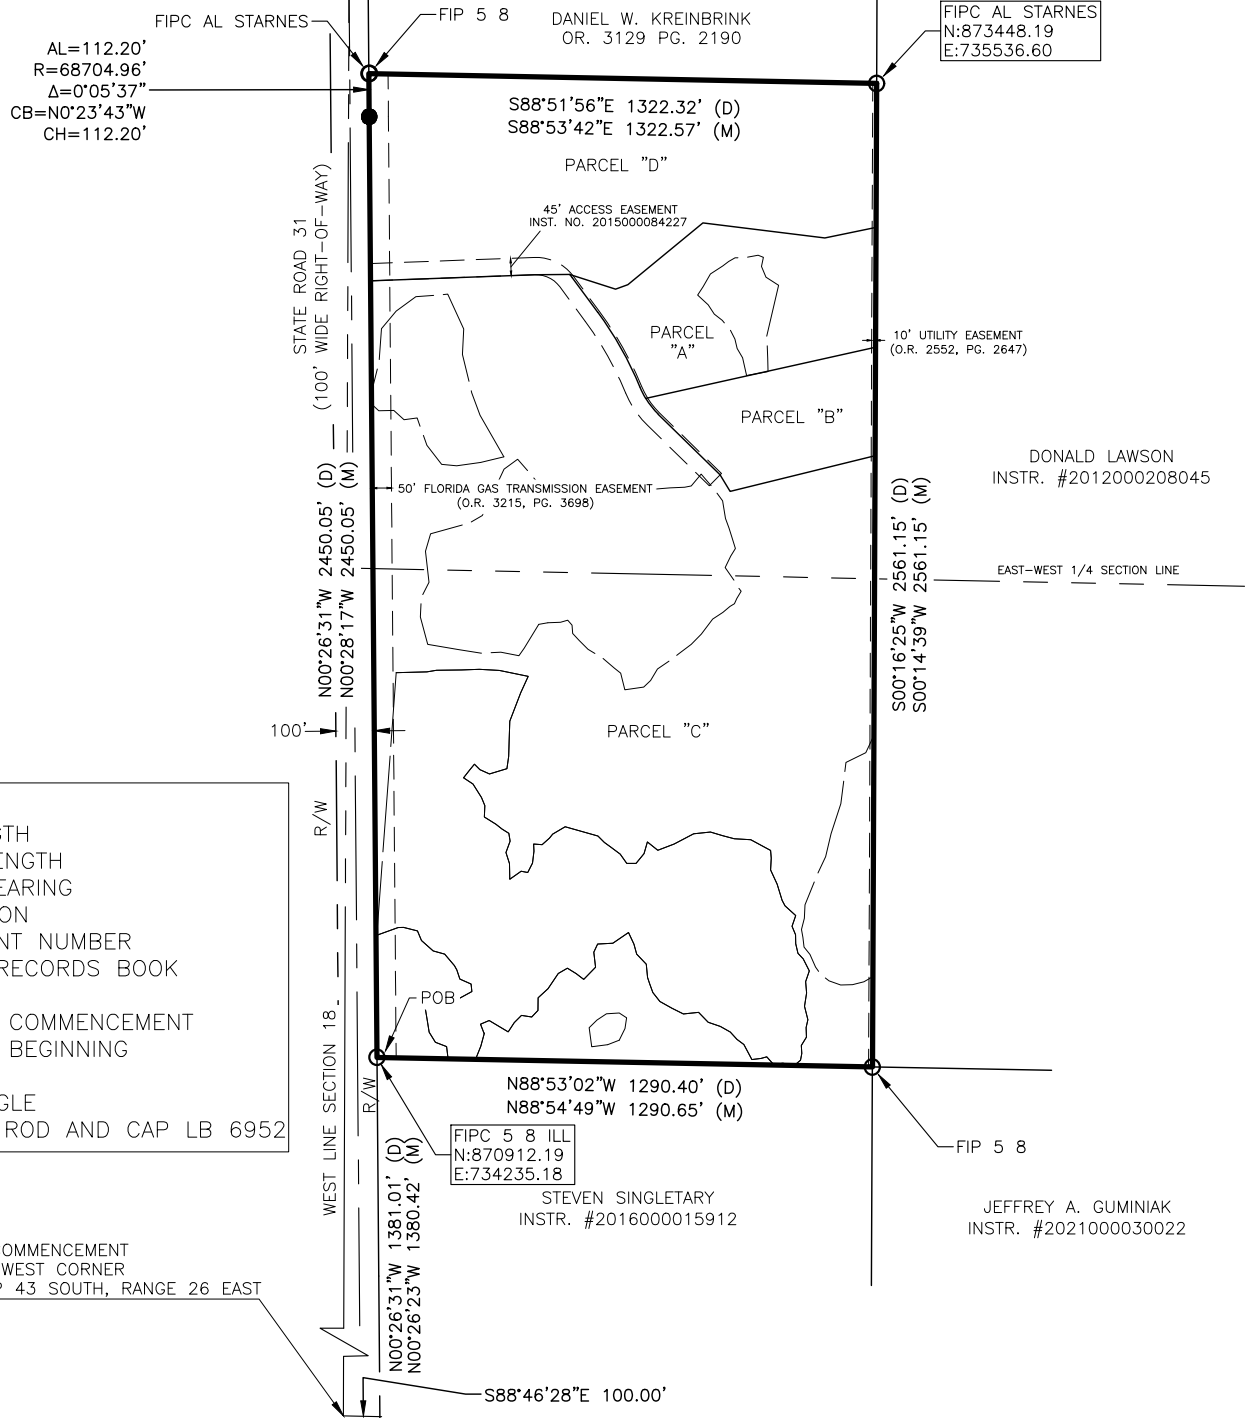 FIPC AL STARNES
FIP 5 8
DANIEL W. KREINBRINK
OR. 3129 PG. 2190
FIPC AL STARNES
N:873448.19
E:735536.60
AL=112.20'
R=68704.96'
Δ=0°05'37"
CB=N0°23'43"W
CH=112.20'
S88°51'56"E 1322.32' (D)
S88°53'42"E 1322.57' (M)
PARCEL "D"
45' ACCESS EASEMENT
INST. NO. 2015000084227
STATE ROAD 31
(100' WIDE RIGHT-OF-WAY)
PARCEL
"A"
10' UTILITY EASEMENT
(O.R. 2552, PG. 2647)
PARCEL "B"
DONALD LAWSON
INSTR. #2012000208045
50' FLORIDA GAS TRANSMISSION EASEMENT
(O.R. 3215, PG. 3698)
N00°26'31"W 2450.05' (D)
N00°28'17"W 2450.05' (M)
S00°16'25"W 2561.15' (D)
S00°14'39"W 2561.15' (M)
EAST-WEST 1/4 SECTION LINE
100'
PARCEL "C"
R/W
GTH
ENGTH
EARING
ON
NT NUMBER
RECORDS BOOK
COMMENCEMENT
BEGINNING
GLE
ROD AND CAP LB 6952
POB
WEST LINE SECTION 18
R/W
N88°53'02"W 1290.40' (D)
N88°54'49"W 1290.65' (M)
FIPC 5 8 ILL
N:870912.19
E:734235.18
FIP 5 8
STEVEN SINGLETARY
INSTR. #2016000015912
JEFFREY A. GUMINIAK
INSTR. #2021000030022
N00°26'31"W 1381.01' (D)
N00°26'23"W 1380.42' (M)
OMMENCEMENT
WEST CORNER
P 43 SOUTH, RANGE 26 EAST
S88°46'28"E 100.00'